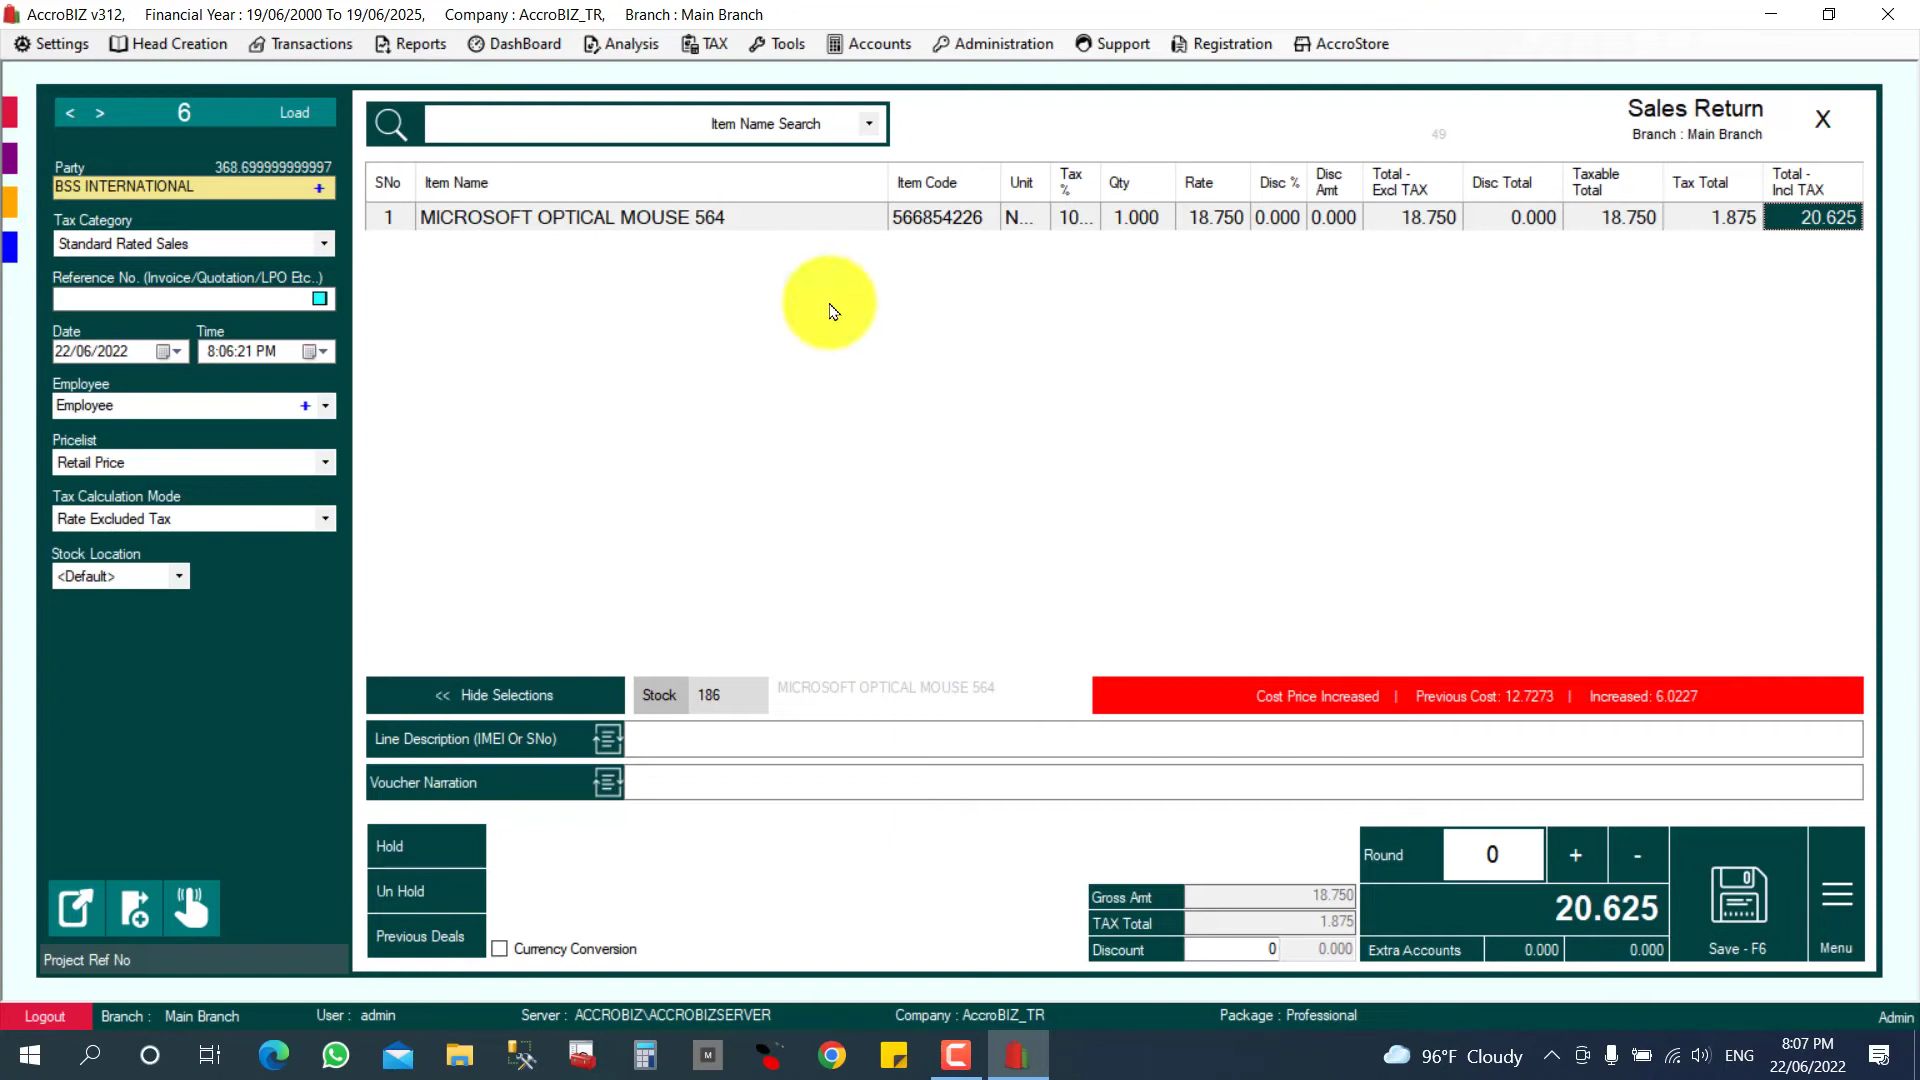 AccroBIZ v312, Financial Year : 19/06/2000 To 19/06/2025, Company : AccroBIZ_TR, Branch : Main Branch
Settings Head Creation Transactions Reports DashBoard Analysis TAX Tools Accounts Administration Support Registration AccroStore
< > 6 Load
Party 368.699999999997
BSS INTERNATIONAL +
Tax Category
Standard Rated Sales
Reference No. (Invoice/Quotation/LPO Etc..)
Date Time
22/06/2022 8:06:21 PM
Employee
Employee +
Pricelist
Retail Price
Tax Calculation Mode
Rate Excluded Tax
Stock Location
<Default>
Project Ref No
Item Name Search
49
Sales Return
Branch : Main Branch
X
SNo Item Name Item Code Unit Tax % Qty Rate Disc % Disc Amt Total - Excl TAX Disc Total Taxable Total Tax Total Total - Incl TAX
1 MICROSOFT OPTICAL MOUSE 564 566854226 N... 10... 1.000 18.750 0.000 0.000 18.750 0.000 18.750 1.875 20.625
<< Hide Selections Stock 186 MICROSOFT OPTICAL MOUSE 564 Cost Price Increased | Previous Cost: 12.7273 | Increased: 6.0227
Line Description (IMEI Or SNo)
Voucher Narration
Hold
Un Hold
Previous Deals
Currency Conversion
Gross Amt 18.750
TAX Total 1.875
Discount 0 0.000
Round 0 + -
20.625
Extra Accounts 0.000 0.000
Save - F6
Menu
Logout Branch : Main Branch User : admin Server : ACCROBIZ\ACCROBIZSERVER Company : AccroBIZ_TR Package : Professional Admin
M
96°F Cloudy ENG 8:07 PM
22/06/2022